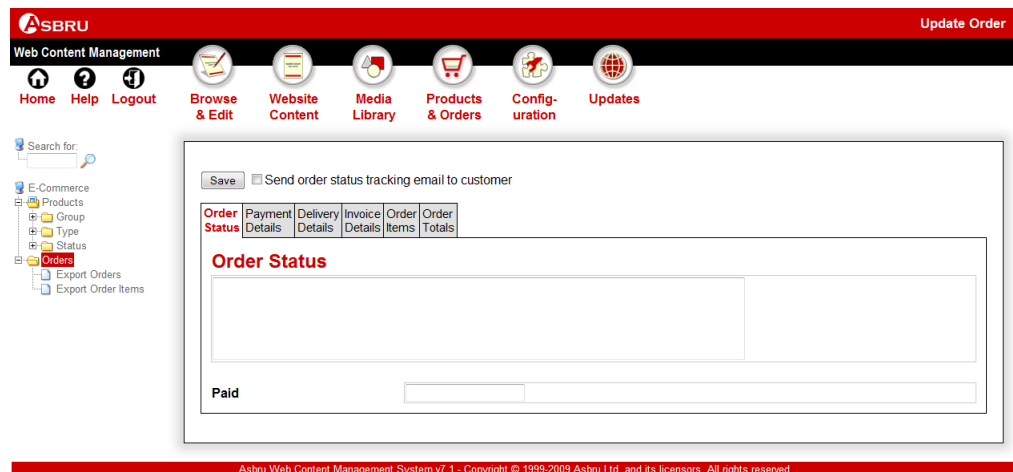 ASBRU
Update Order
Web Content Management
Home Help Logout
Browse & Edit
Website Content
Media Library
Products & Orders
Config-
uration
Updates
Search for:
E-Commerce
Products
Group
Type
Status
Orders
Export Orders
Export Order Items
Save Send order status tracking email to customer
Order Status
Payment Details
Delivery Details
Invoice Details
Order Items
Order Totals
Order Status
Paid
Asbru Web Content Management System v7.1 - Copyright © 1999-2009 Asbru Ltd. and its licensors. All rights reserved.